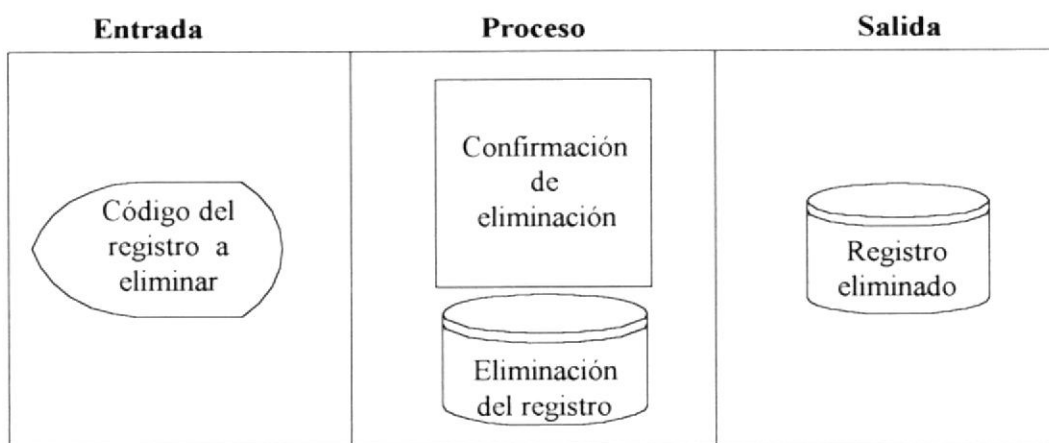 Entrada
Proceso
Salida
Código del
registro a
eliminar
Confirmación
de
eliminación
Eliminación
del registro
Registro
eliminado